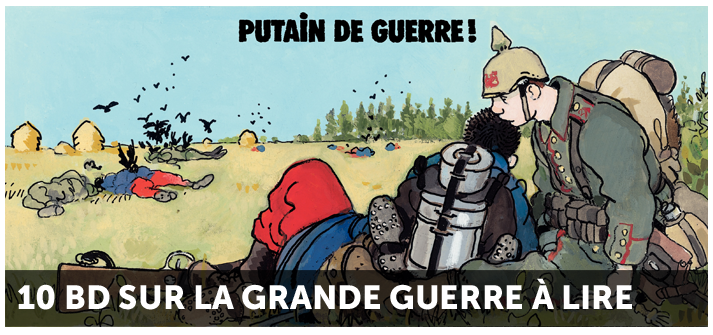 PUTAIN DE GUERRE!
10 BD SUR LA GRANDE GUERRE À LIRE